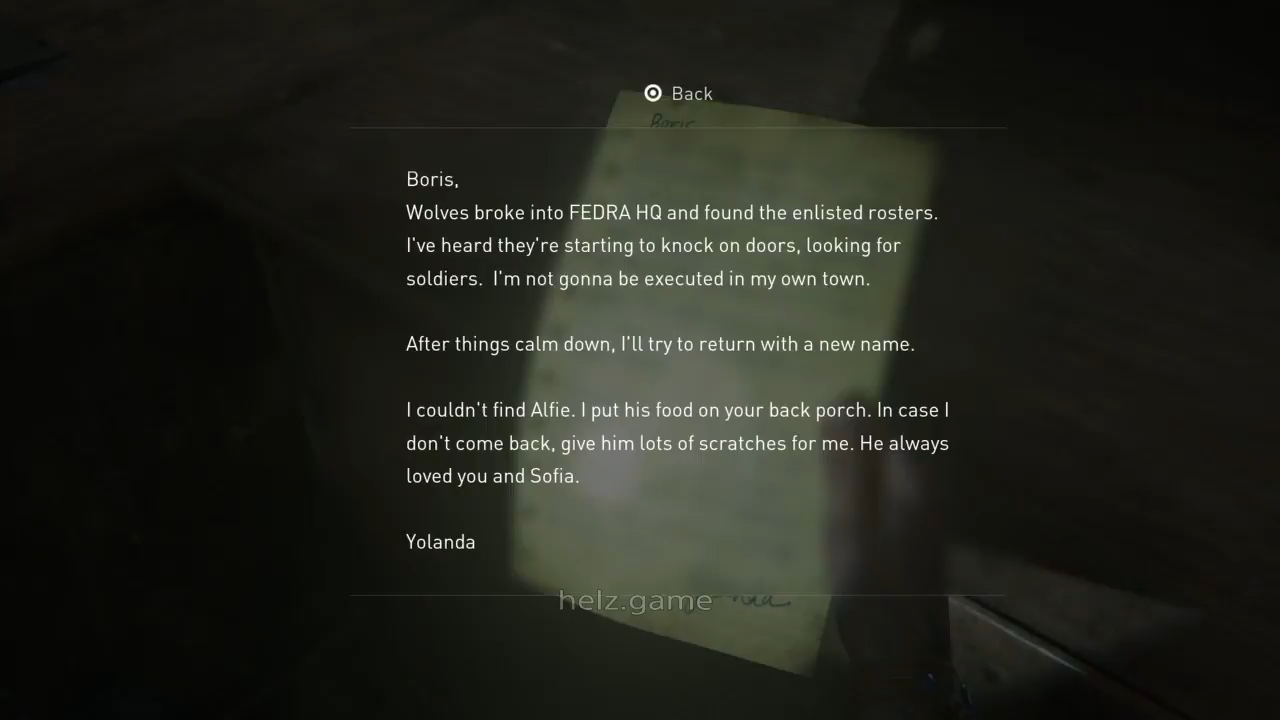 Back
Boris
Boris,
Wolves broke into FEDRA HQ and found the enlisted rosters.
I've heard they're starting to knock on doors, looking for
soldiers.  I'm not gonna be executed in my own town.
After things calm down, I'll try to return with a new name.
I couldn't find Alfie. I put his food on your back porch. In case I
don't come back, give him lots of scratches for me. He always
loved you and Sofia.
Yolanda
helz.game